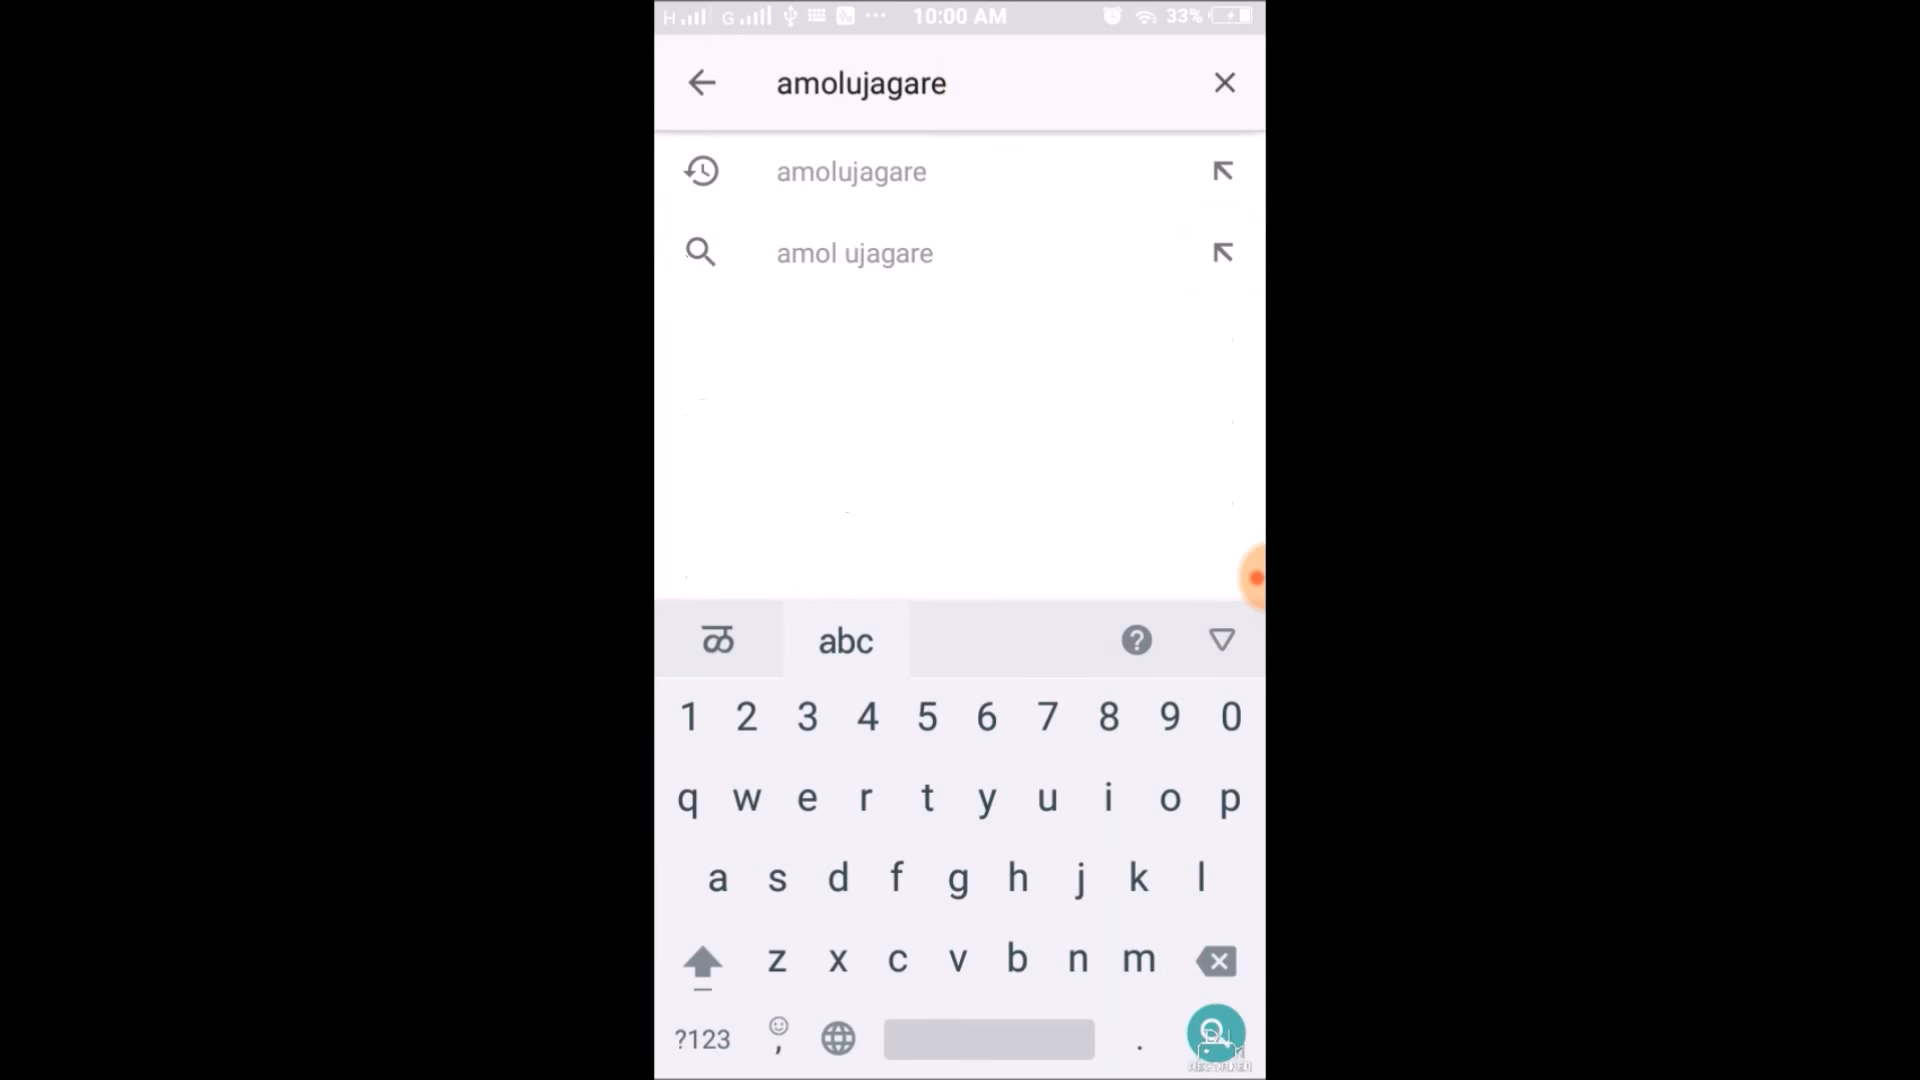 H G 10:00 AM 33%
amolujagare
amolujagare
amol ujagare
ळ abc
1 2 3 4 5 6 7 8 9 0
q w e r t y u i o p
a s d f g h j k l
z x c v b n m
?123 , .
RECORDER